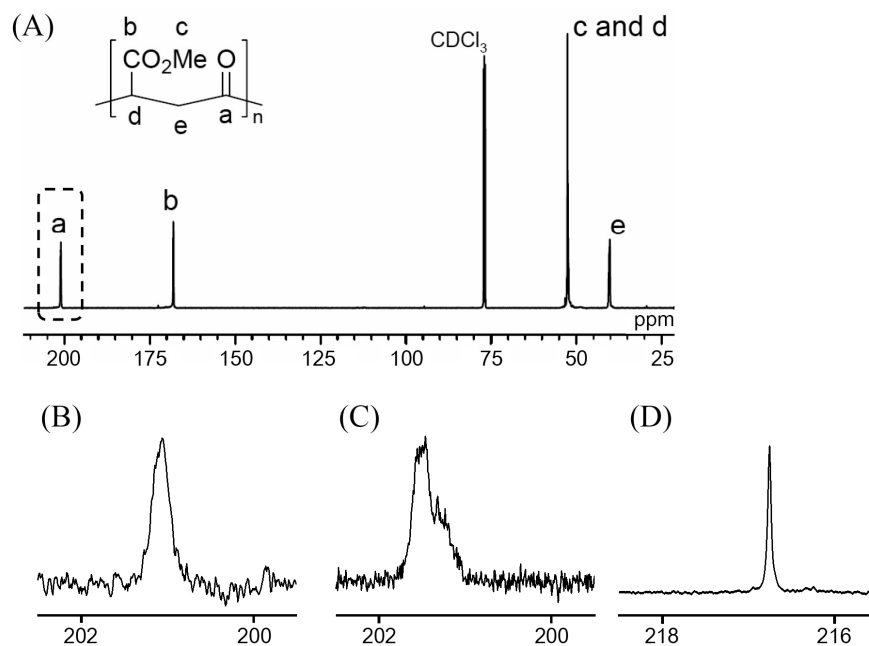 (A)
b c
CO₂Me O
n
d e a
CDCl₃
c and d
a
b
e
ppm
200 175 150 125 100 75 50 25
(B) (C) (D)
202 200 202 200 218 216